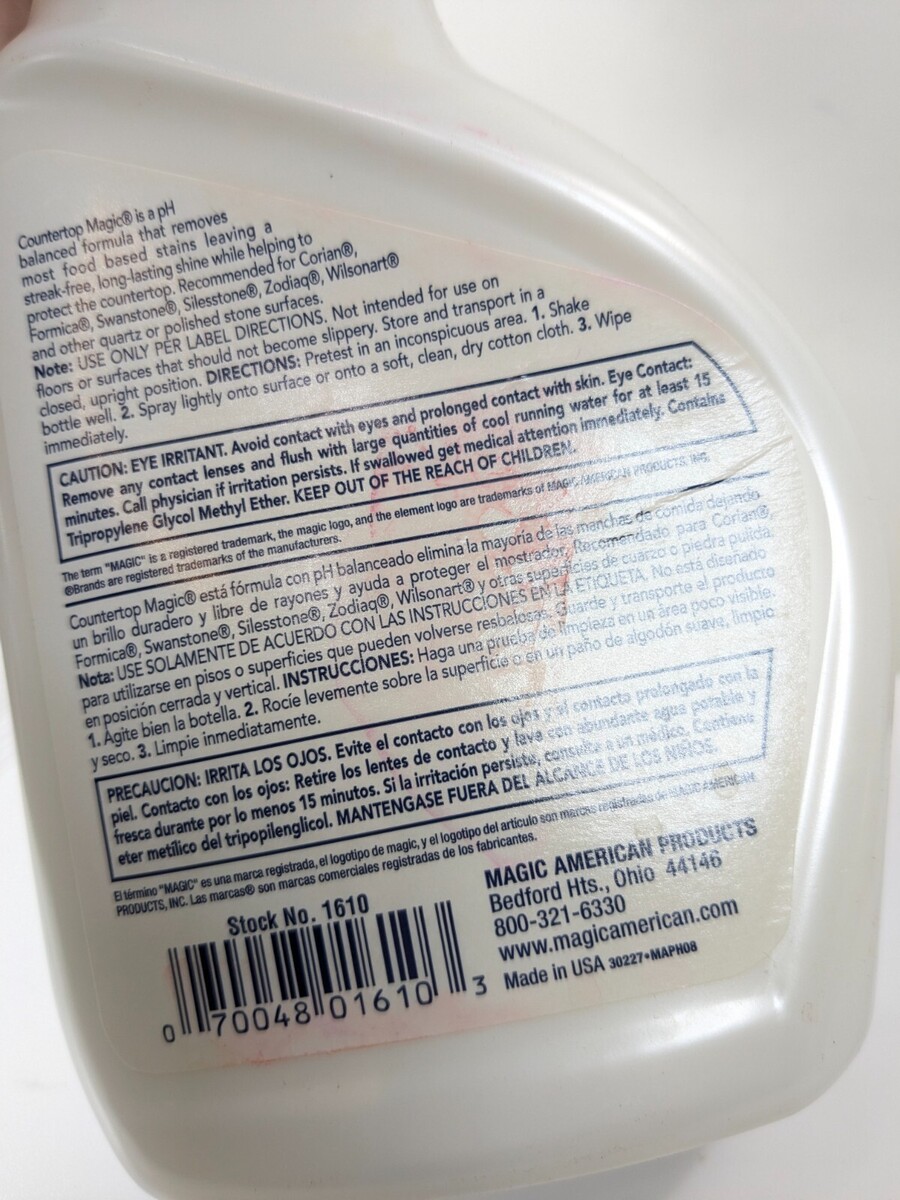 Countertop Magic® is a pH
balanced formula that removes
most food based stains leaving a
streak-free, long-lasting shine while helping to
protect the countertop. Recommended for Corian®,
Formica®, Swanstone®, Silesstone®, Zodiaq®, Wilsonart®
and other quartz or polished stone surfaces.
Note: USE ONLY PER LABEL DIRECTIONS. Not intended for use on
floors or surfaces that should not become slippery. Store and transport in a
closed, upright position. DIRECTIONS: Pretest in an inconspicuous area. 1. Shake
bottle well. 2. Spray lightly onto surface or onto a soft, clean, dry cotton cloth. 3. Wipe
immediately.
CAUTION: EYE IRRITANT. Avoid contact with eyes and prolonged contact with skin. Eye Contact:
Remove any contact lenses and flush with large quantities of cool running water for at least 15
minutes. Call physician if irritation persists. If swallowed get medical attention immediately. Contains
Tripropylene Glycol Methyl Ether. KEEP OUT OF THE REACH OF CHILDREN.
The term "MAGIC" is a registered trademark, the magic logo, and the element logo are trademarks of MAGIC AMERICAN PRODUCTS, INC.
®Brands are registered trademarks of the manufacturers.
Countertop Magic® está fórmula con pH balanceado elimina la mayoría de las manchas de comida dejando
un brillo duradero y libre de rayones y ayuda a proteger el mostrador. Recomendado para Corian®,
Formica®, Swanstone®, Silesstone®, Zodiaq®, Wilsonart® y otras superficies de cuarzo o piedra pulida.
Nota: USE SOLAMENTE DE ACUERDO CON LAS INSTRUCCIONES EN LA ETIQUETA. No está diseñado
para utilizarse en pisos o superficies que pueden volverse resbalosas. Guarde y transporte el producto
en posición cerrada y vertical. INSTRUCCIONES: Haga una prueba de limpieza en un área poco visible.
1. Agite bien la botella. 2. Rocíe levemente sobre la superficie o en un paño de algodón suave, limpio
y seco. 3. Limpie inmediatamente.
PRECAUCION: IRRITA LOS OJOS. Evite el contacto con los ojos y el contacto prolongado con la
piel. Contacto con los ojos: Retire los lentes de contacto y lave con abundante agua potable y
fresca durante por lo menos 15 minutos. Si la irritación persiste, consulte a un médico. Contiene
eter metílico del tripopilenglicol. MANTENGASE FUERA DEL ALCANCE DE LOS NIÑOS.
El término "MAGIC" es una marca registrada, el logotipo de magic, y el logotipo del artículo son marcas registradas de MAGIC AMERICAN
PRODUCTS, INC. Las marcas® son marcas comerciales registradas de los fabricantes.
Stock No. 1610
0 70048 01610 3
MAGIC AMERICAN PRODUCTS
Bedford Hts., Ohio 44146
800-321-6330
www.magicamerican.com
Made in USA 30227•MAPH08